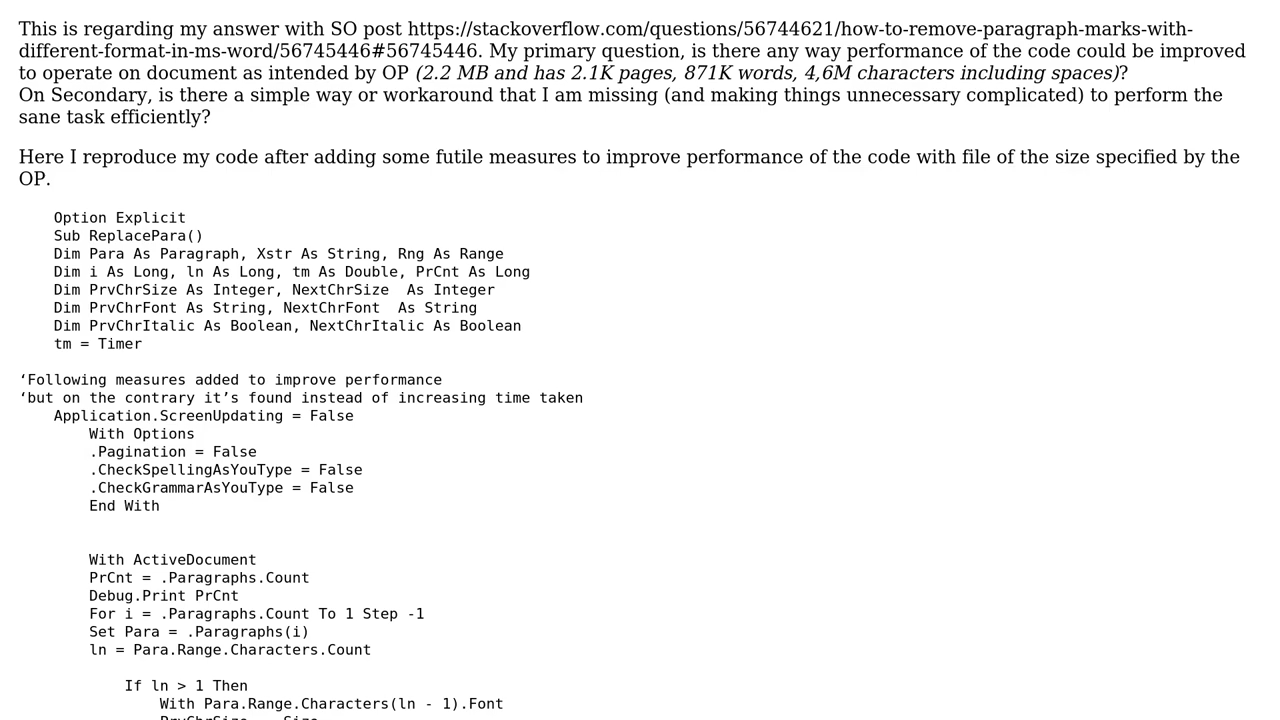 This is regarding my answer with SO post https://stackoverflow.com/questions/56744621/how-to-remove-paragraph-marks-with-
different-format-in-ms-word/56745446#56745446. My primary question, is there any way performance of the code could be improved
to operate on document as intended by OP (2.2 MB and has 2.1K pages, 871K words, 4,6M characters including spaces)?
On Secondary, is there a simple way or workaround that I am missing (and making things unnecessary complicated) to perform the
sane task efficiently?
Here I reproduce my code after adding some futile measures to improve performance of the code with file of the size specified by the
OP.
Option Explicit
Sub ReplacePara()
Dim Para As Paragraph, Xstr As String, Rng As Range
Dim i As Long, ln As Long, tm As Double, PrCnt As Long
Dim PrvChrSize As Integer, NextChrSize  As Integer
Dim PrvChrFont As String, NextChrFont  As String
Dim PrvChrItalic As Boolean, NextChrItalic As Boolean
tm = Timer
‘Following measures added to improve performance
‘but on the contrary it’s found instead of increasing time taken
Application.ScreenUpdating = False
With Options
.Pagination = False
.CheckSpellingAsYouType = False
.CheckGrammarAsYouType = False
End With
With ActiveDocument
PrCnt = .Paragraphs.Count
Debug.Print PrCnt
For i = .Paragraphs.Count To 1 Step -1
Set Para = .Paragraphs(i)
ln = Para.Range.Characters.Count
If ln > 1 Then
With Para.Range.Characters(ln - 1).Font